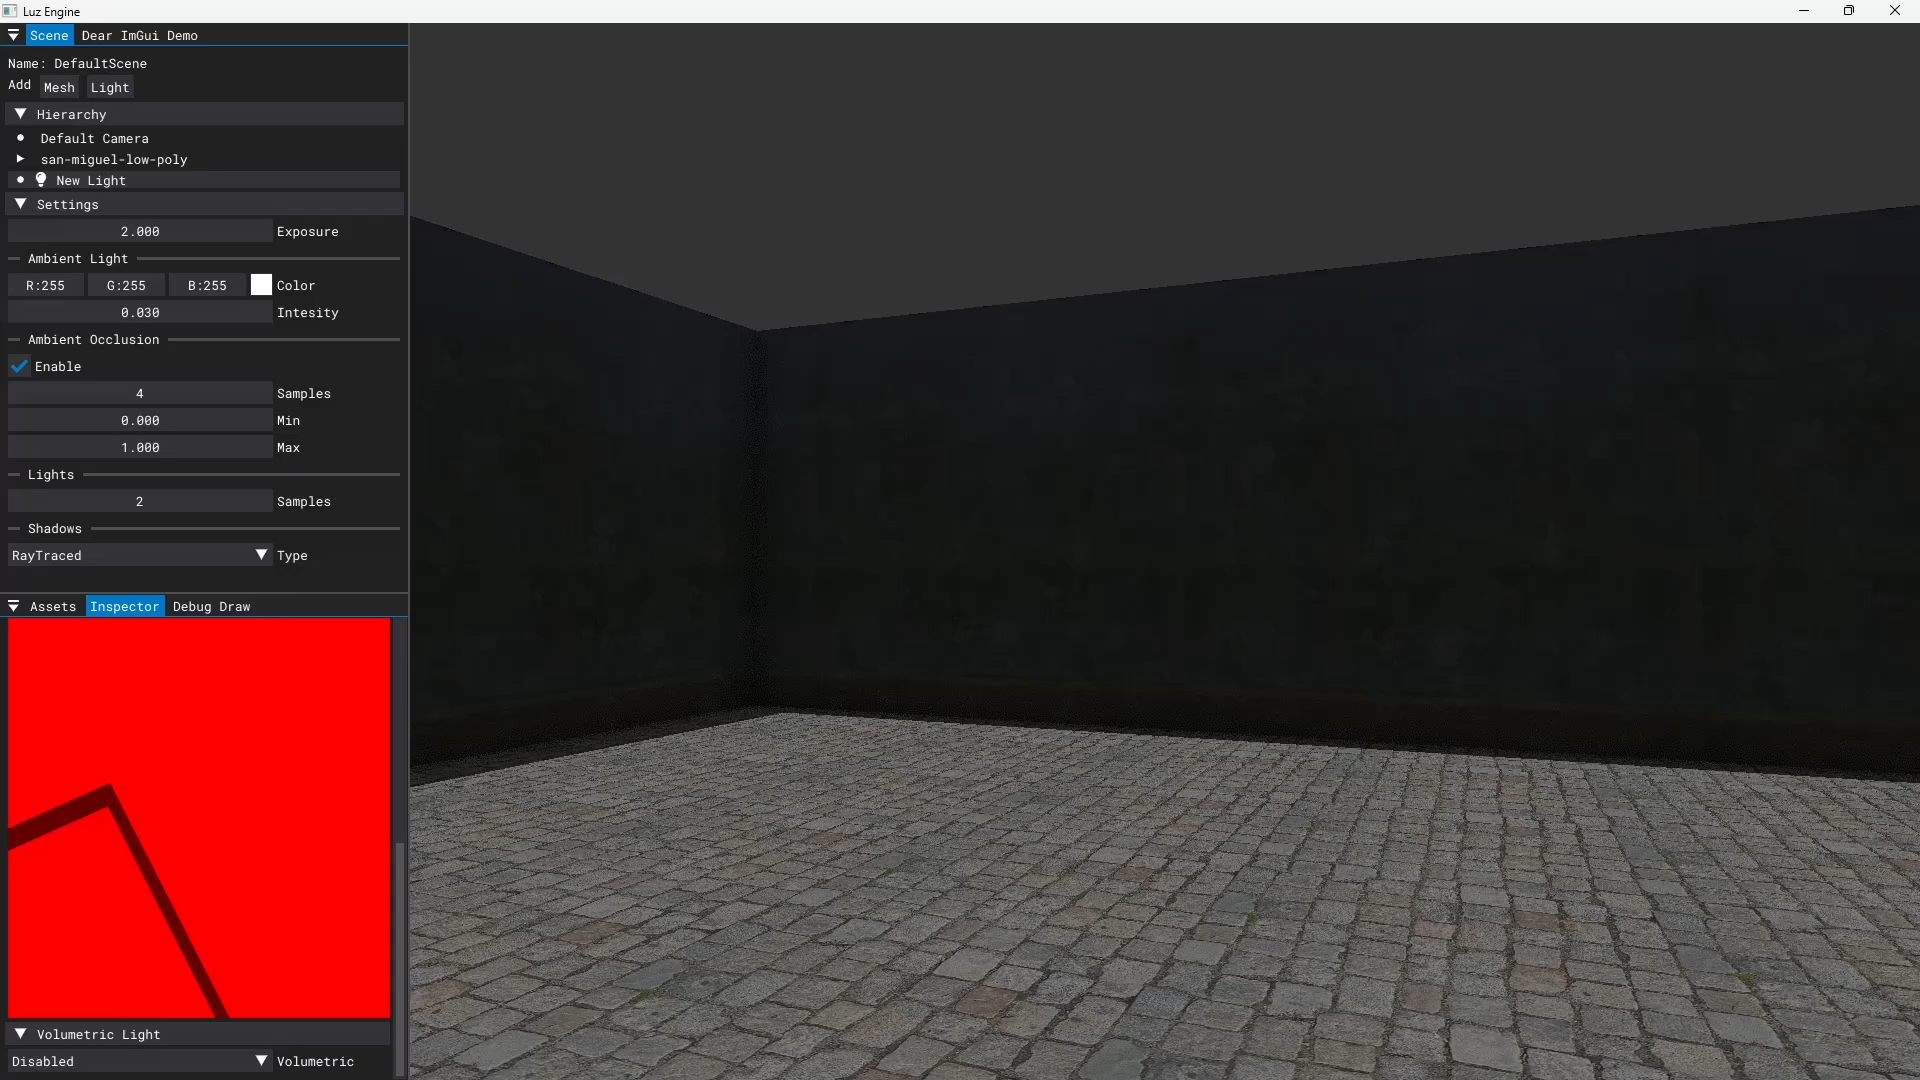 Luz Engine
Scene Dear ImGui Demo
Name: DefaultScene
Add Mesh Light
Hierarchy
Default Camera
san-miguel-low-poly
New Light
Settings
2.000 Exposure
Ambient Light
R:255 G:255 B:255 Color
0.030 Intesity
Ambient Occlusion
Enable
4 Samples
0.000 Min
1.000 Max
Lights
2 Samples
Shadows
RayTraced Type
Assets Inspector Debug Draw
Volumetric Light
Disabled Volumetric